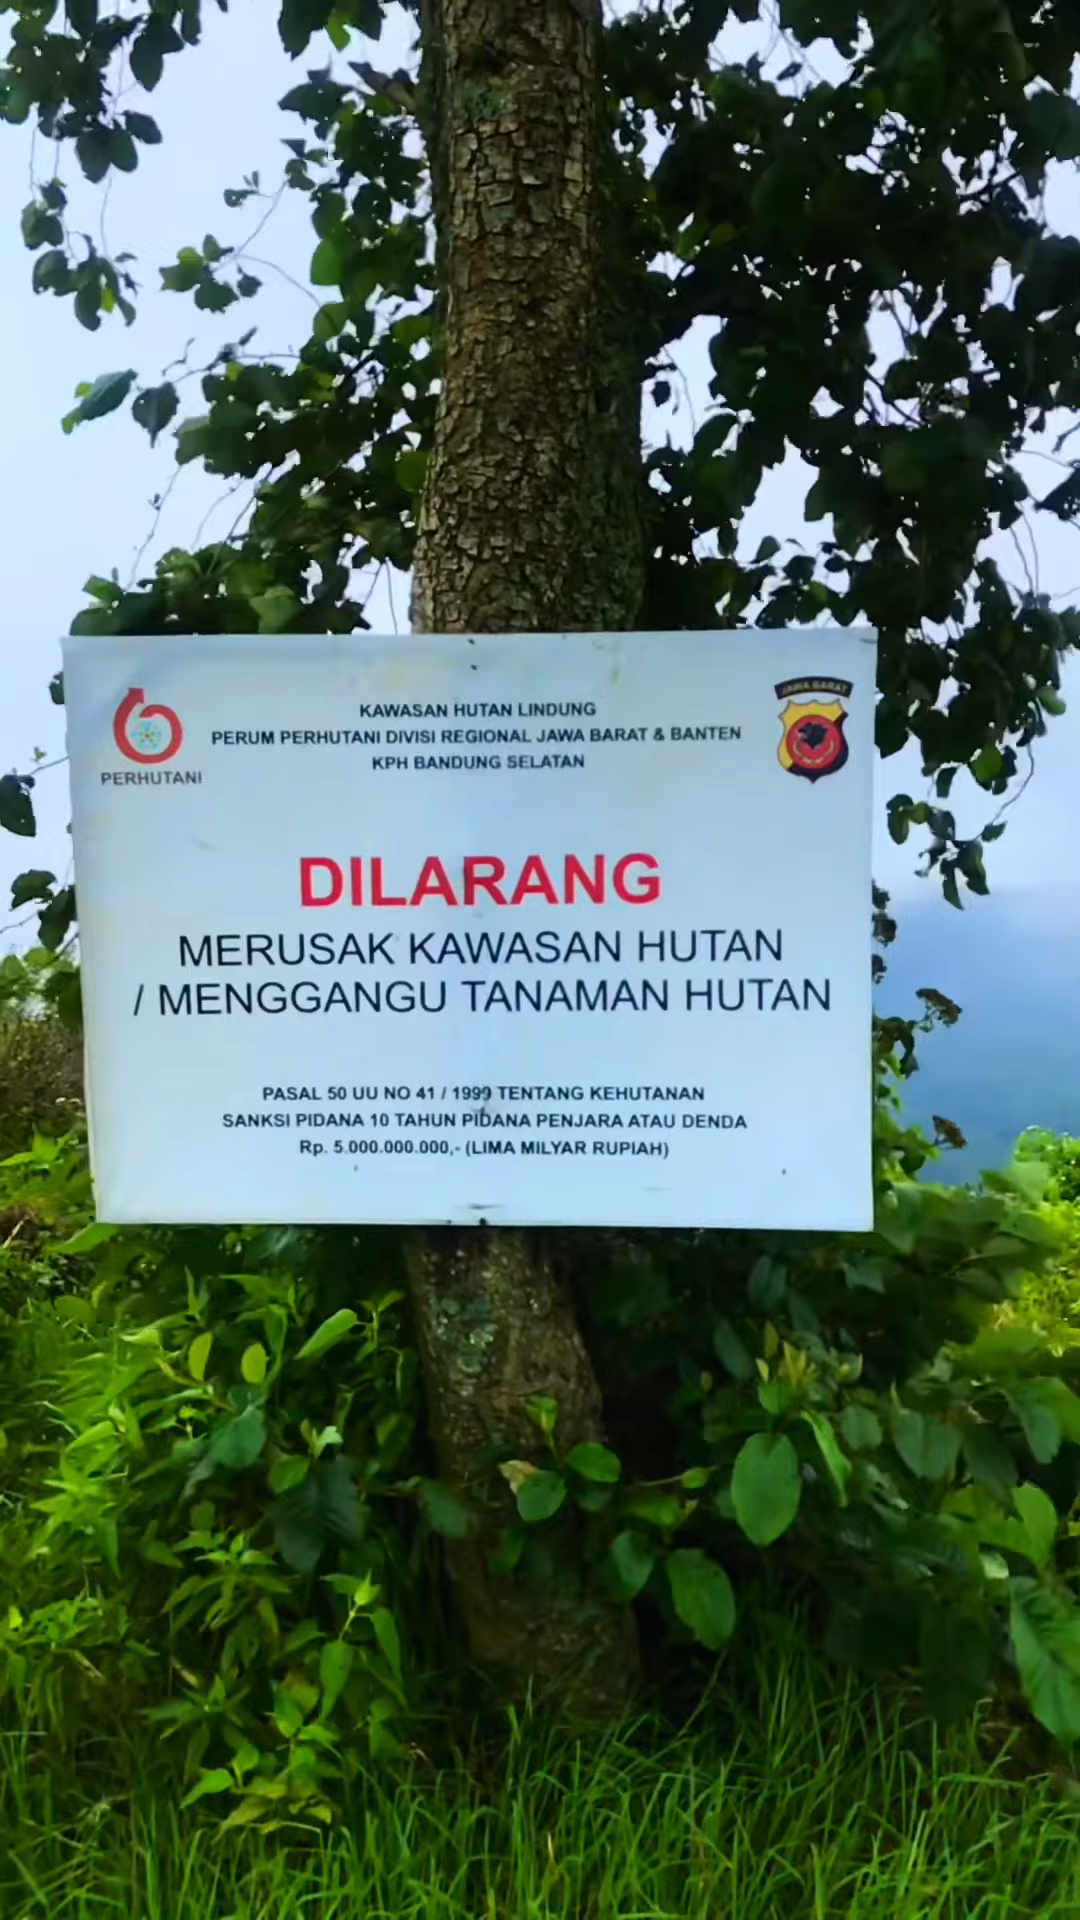 KAWASAN HUTAN LINDUNG
PERUM PERHUTANI DIVISI REGIONAL JAWA BARAT & BANTEN
KPH BANDUNG SELATAN
PERHUTANI
JAWA BARAT
DILARANG
MERUSAK KAWASAN HUTAN
/ MENGGANGU TANAMAN HUTAN
PASAL 50 UU NO 41 / 1999 TENTANG KEHUTANAN
SANKSI PIDANA 10 TAHUN PIDANA PENJARA ATAU DENDA
Rp. 5.000.000.000,- (LIMA MILYAR RUPIAH)